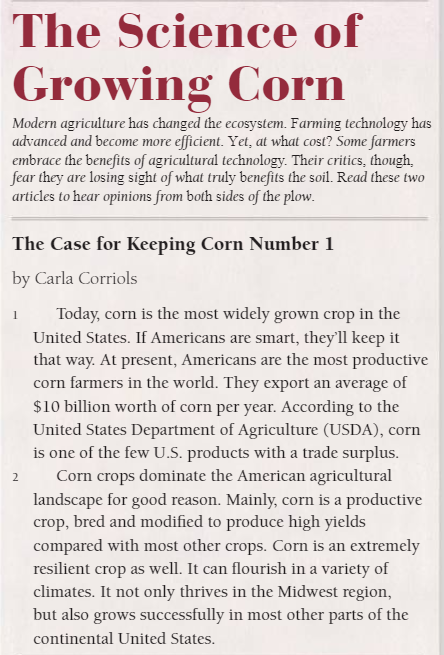 The Science of
Growing Corn
Modern agriculture has changed the ecosystem. Farming technology has
advanced and become more efficient. Yet, at what cost? Some farmers
embrace the benefits of agricultural technology. Their critics, though,
fear they are losing sight of what truly benefits the soil. Read these two
articles to hear opinions from both sides of the plow.
The Case for Keeping Corn Number 1
by Carla Corriols
1 Today, corn is the most widely grown crop in the
United States. If Americans are smart, they'll keep it
that way. At present, Americans are the most productive
corn farmers in the world. They export an average of
$10 billion worth of corn per year. According to the
United States Department of Agriculture (USDA), corn
is one of the few U.S. products with a trade surplus.
2 Corn crops dominate the American agricultural
landscape for good reason. Mainly, corn is a productive
crop, bred and modified to produce high yields
compared with most other crops. Corn is an extremely
resilient crop as well. It can flourish in a variety of
climates. It not only thrives in the Midwest region,
but also grows successfully in most other parts of the
continental United States.